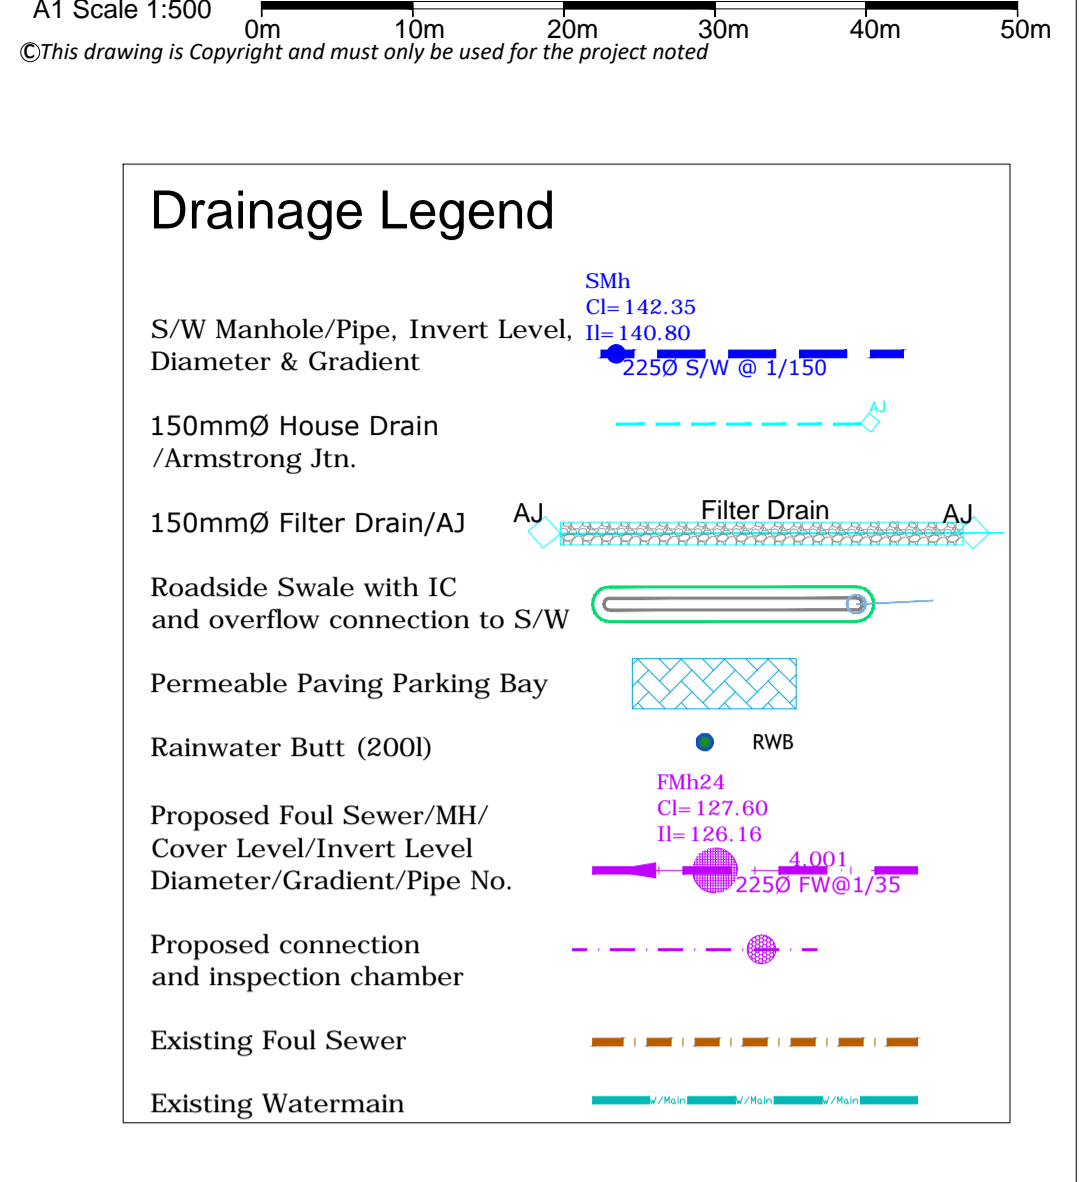 A1 Scale 1:500
0m 10m 20m 30m 40m 50m
©This drawing is Copyright and must only be used for the project noted
Drainage Legend
SMh
Cl=142.35
Il=140.80
S/W Manhole/Pipe, Invert Level,
Diameter & Gradient
225Ø S/W @ 1/150
150mmØ House Drain
/Armstrong Jtn.
AJ
150mmØ Filter Drain/AJ
AJ Filter Drain AJ
Roadside Swale with IC
and overflow connection to S/W
Permeable Paving Parking Bay
Rainwater Butt (200l) RWB
FMh24
Cl=127.60
Il=126.16
Proposed Foul Sewer/MH/
Cover Level/Invert Level
Diameter/Gradient/Pipe No.
4.001
225Ø FW@1/35
Proposed connection
and inspection chamber
Existing Foul Sewer
Existing Watermain W/Main W/Main W/Main